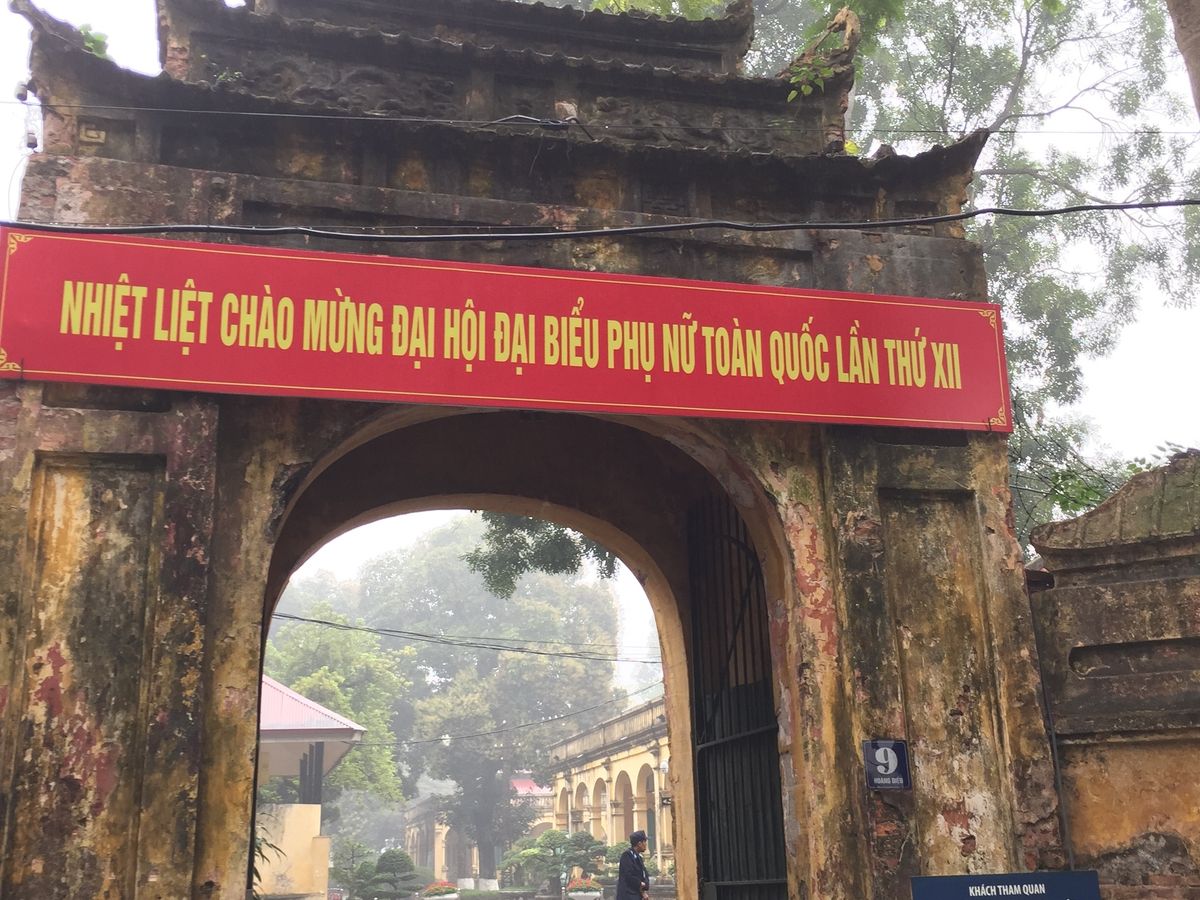 NHIỆT LIỆT CHÀO MỪNG ĐẠI HỘI ĐẠI BIỂU PHỤ NỮ TOÀN QUỐC LẦN THỨ XII
9
HOÀNG DIỆU
KHÁCH THAM QUAN